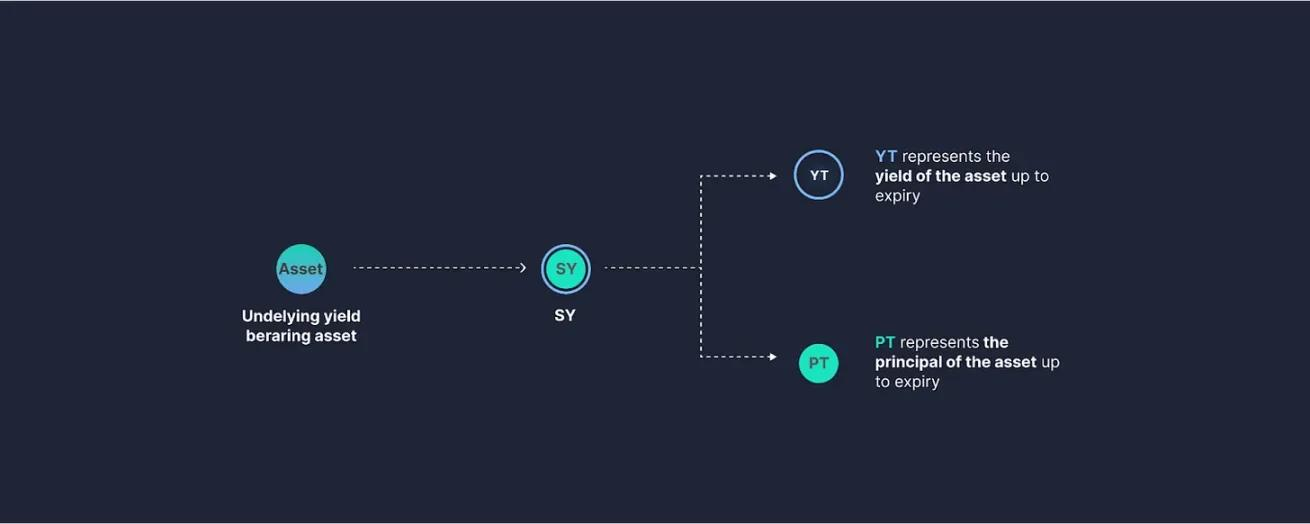 Asset
Undelying yield
beraring asset
SY
SY
YT
YT represents the
yield of the asset up to
expiry
PT
PT represents the
principal of the asset up
to expiry